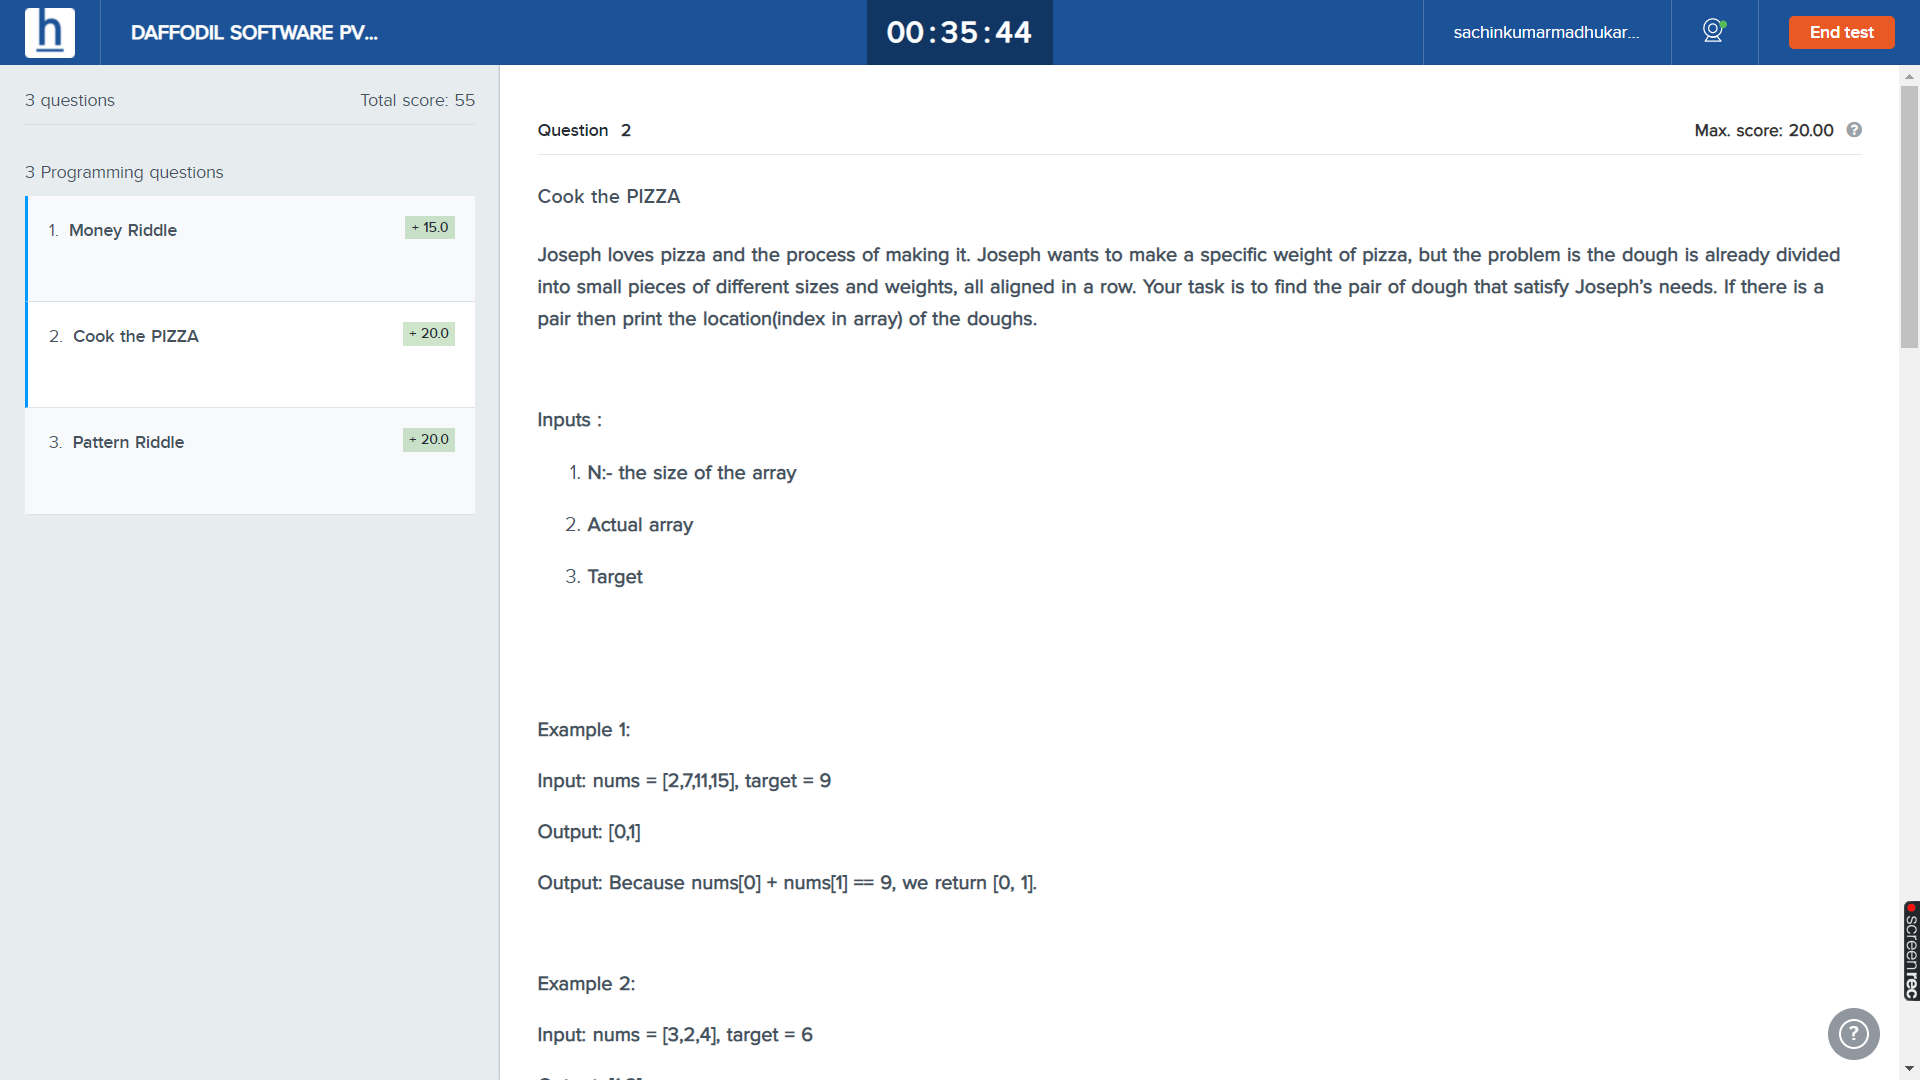 h
DAFFODIL SOFTWARE PV...
00:35:44
sachinkumarmadhukar...
End test
3 questions
Total score: 55
3 Programming questions
1. Money Riddle
+ 15.0
2. Cook the PIZZA
+ 20.0
3. Pattern Riddle
+ 20.0
Question 2
Max. score: 20.00 ?
Cook the PIZZA
Joseph loves pizza and the process of making it. Joseph wants to make a specific weight of pizza, but the problem is the dough is already divided
into small pieces of different sizes and weights, all aligned in a row. Your task is to find the pair of dough that satisfy Joseph’s needs. If there is a
pair then print the location(index in array) of the doughs.
Inputs :
1. N:- the size of the array
2. Actual array
3. Target
Example 1:
Input: nums = [2,7,11,15], target = 9
Output: [0,1]
Output: Because nums[0] + nums[1] == 9, we return [0, 1].
Example 2:
Input: nums = [3,2,4], target = 6
screenrec
?